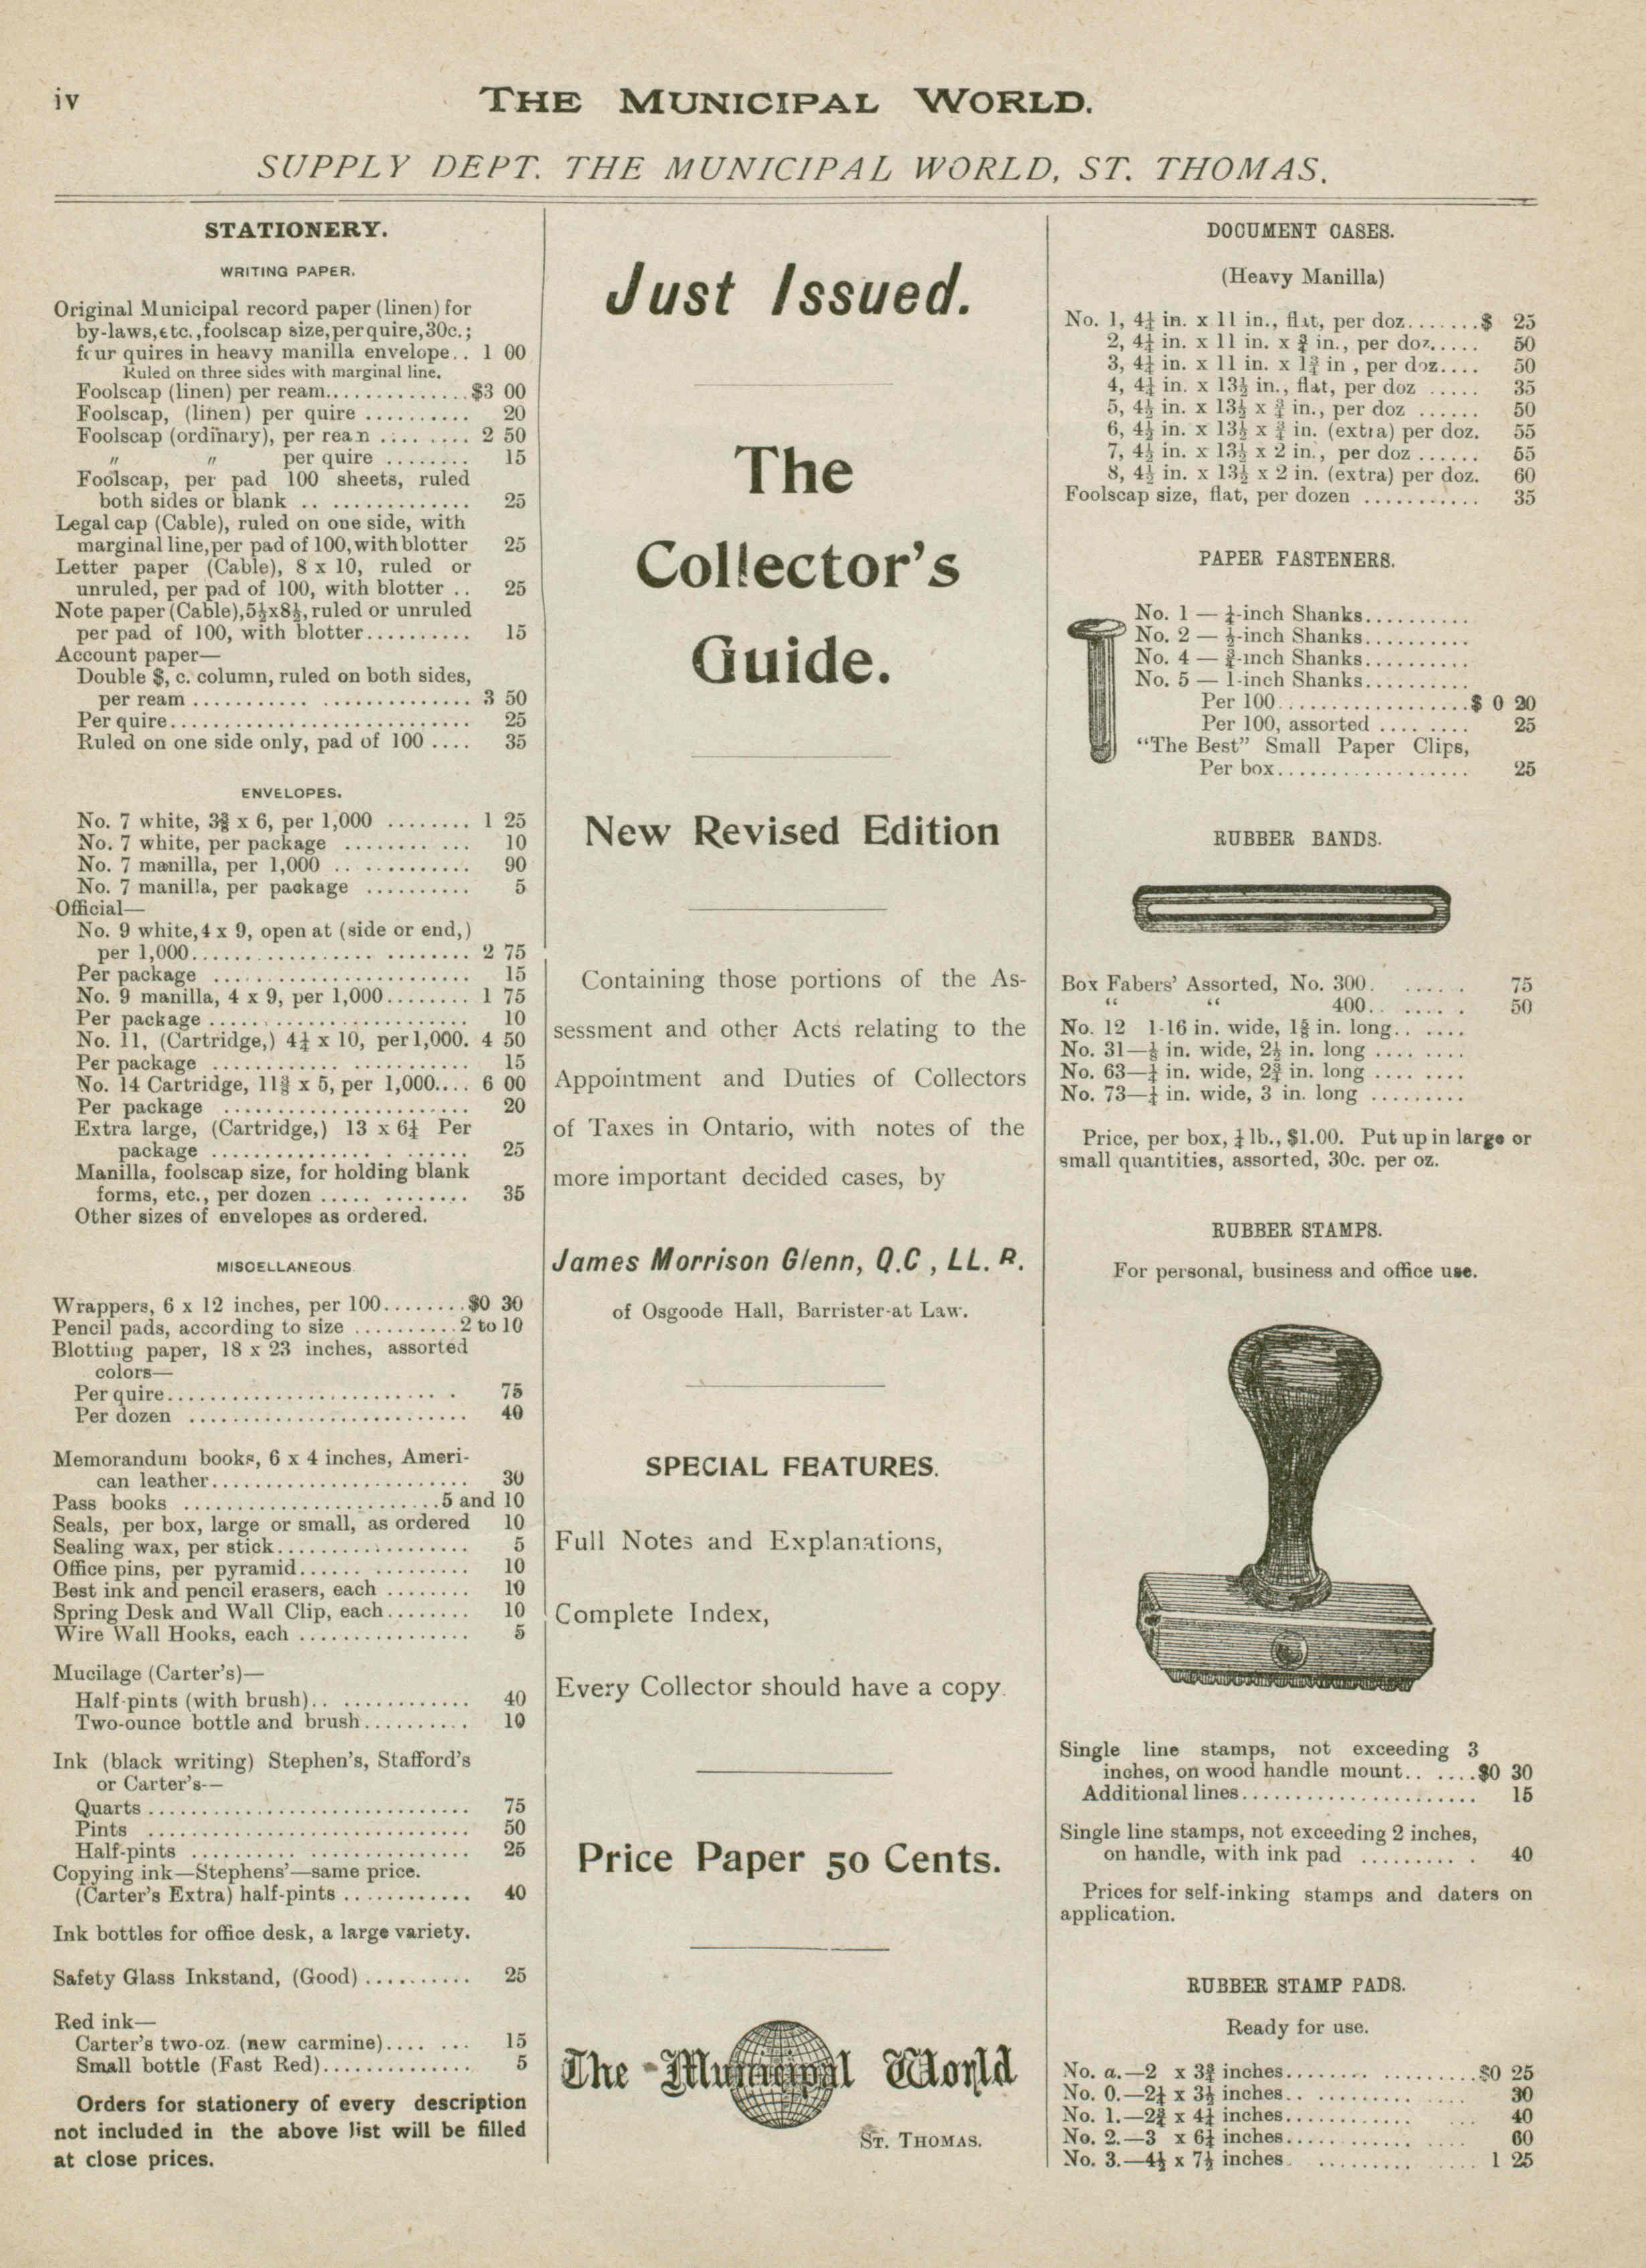 iv
THE MUNICIPAL WORLD.
SUPPLY DEPT. THE MUNICIPAL WORLD, ST. THOMAS.
STATIONERY.
WRITING PAPER.
Original Municipal record paper (linen) for
by-laws, etc., foolscap size, per quire, 30c.;
four quires in heavy manilla envelope.. 1 00
Ruled on three sides with marginal line.
Foolscap (linen) per ream.............. $3 00
Foolscap, (linen) per quire .......... 20
Foolscap (ordinary), per ream ........ 2 50
" " per quire ........ 15
Foolscap, per pad 100 sheets, ruled
both sides or blank .. ............. 25
Legal cap (Cable), ruled on one side, with
marginal line, per pad of 100, with blotter 25
Letter paper (Cable), 8 x 10, ruled or
unruled, per pad of 100, with blotter .. 25
Note paper (Cable), 5½x8½, ruled or unruled
per pad of 100, with blotter.......... 15
Account paper—
Double $, c. column, ruled on both sides,
per ream ........... .............. 3 50
Per quire............................ 25
Ruled on one side only, pad of 100 .... 35
ENVELOPES.
No. 7 white, 3⅜ x 6, per 1,000 ........ 1 25
No. 7 white, per package ........ ... 10
No. 7 manilla, per 1,000 .. .......... 90
No. 7 manilla, per package .......... 5
Official—
No. 9 white, 4 x 9, open at (side or end,)
per 1,000................. ........ 2 75
Per package ........................ 15
No. 9 manilla, 4 x 9, per 1,000........ 1 75
Per package ........................ 10
No. 11, (Cartridge,) 4¼ x 10, per 1,000. 4 50
Per package ............ ........... 15
No. 14 Cartridge, 11¾ x 5, per 1,000.... 6 00
Per package ....................... 20
Extra large, (Cartridge,) 13 x 6¼ Per
package ............... . ...... 25
Manilla, foolscap size, for holding blank
forms, etc., per dozen ..... ........ 35
Other sizes of envelopes as ordered.
MISCELLANEOUS
Wrappers, 6 x 12 inches, per 100........ $0 30
Pencil pads, according to size .......... 2 to 10
Blotting paper, 18 x 23 inches, assorted
colors—
Per quire......................... . 75
Per dozen .......................... 40
Memorandum books, 6 x 4 inches, Ameri-
can leather........................ 30
Pass books ........................ 5 and 10
Seals, per box, large or small, as ordered 10
Sealing wax, per stick.................. 5
Office pins, per pyramid...... ......... 10
Best ink and pencil erasers, each ........ 10
Spring Desk and Wall Clip, each........ 10
Wire Wall Hooks, each ................ 5
Mucilage (Carter's)—
Half-pints (with brush).. ............ 40
Two-ounce bottle and brush.......... 10
Ink (black writing) Stephen's, Stafford's
or Carter's--
Quarts.............................. 75
Pints .............................. 50
Half-pints .......... ............... 25
Copying ink—Stephens'—same price.
(Carter's Extra) half-pints ............ 40
Ink bottles for office desk, a large variety.
Safety Glass Inkstand, (Good) .......... 25
Red ink—
Carter's two-oz. (new carmine).... ... 15
Small bottle (Fast Red).............. 5
Orders for stationery of every description
not included in the above list will be filled
at close prices.
Just Issued.
The
Collector's
Guide.
New Revised Edition
Containing those portions of the As-
sessment and other Acts relating to the
Appointment and Duties of Collectors
of Taxes in Ontario, with notes of the
more important decided cases, by
James Morrison Glenn, Q.C , LL. B.
of Osgoode Hall, Barrister-at Law.
SPECIAL FEATURES.
Full Notes and Explanations,
Complete Index,
Every Collector should have a copy.
Price Paper 50 Cents.
The Municipal World
ST. THOMAS.
DOCUMENT CASES.
(Heavy Manilla)
No. 1, 4¼ in. x 11 in., flat, per doz....... $ 25
2, 4¼ in. x 11 in. x ¾ in., per doz..... 50
3, 4¼ in. x 11 in. x 1¾ in , per doz.... 50
4, 4¼ in. x 13½ in., flat, per doz ..... 35
5, 4½ in. x 13½ x ¾ in., per doz ...... 50
6, 4½ in. x 13½ x ¾ in. (extra) per doz. 55
7, 4½ in. x 13½ x 2 in., per doz ...... 55
8, 4½ in. x 13½ x 2 in. (extra) per doz. 60
Foolscap size, flat, per dozen ........... 35
PAPER FASTENERS.
No. 1 — ¼-inch Shanks..........
No. 2 — ½-inch Shanks..........
No. 4 — ¾-inch Shanks..........
No. 5 — 1-inch Shanks..........
Per 100.................. $ 0 20
Per 100, assorted .... .... 25
"The Best" Small Paper Clips,
Per box.................. 25
RUBBER BANDS.
Box Fabers' Assorted, No. 300. ...... 75
" " 400.. ..... . 50
No. 12 1-16 in. wide, 1⅝ in. long.. ....
No. 31—⅛ in. wide, 2½ in. long .... ....
No. 63—¼ in. wide, 2¾ in. long .... ....
No. 73—¼ in. wide, 3 in. long .........
Price, per box, ¼ lb., $1.00. Put up in large or
small quantities, assorted, 30c. per oz.
RUBBER STAMPS.
For personal, business and office use.
Single line stamps, not exceeding 3
inches, on wood handle mount.. .... $0 30
Additional lines...................... 15
Single line stamps, not exceeding 2 inches,
on handle, with ink pad ......... . 40
Prices for self-inking stamps and daters on
application.
RUBBER STAMP PADS.
Ready for use.
No. a.—2 x 3¾ inches........ ......... $0 25
No. 0.—2¼ x 3½ inches.. ......... .... 30
No. 1.—2¾ x 4¼ inches............ ... 40
No. 2.—3 x 6¼ inches............ .... 60
No. 3.—4½ x 7½ inches. ......... ..... 1 25